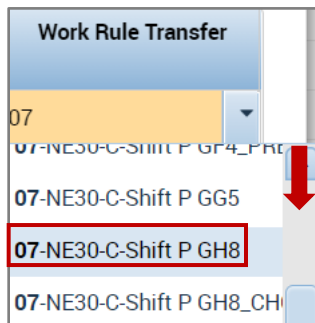 Work Rule Transfer
07
07-NE30-C-Shift P GF4_PRE
07-NE30-C-Shift P GG5
07-NE30-C-Shift P GH8
07-NE30-C-Shift P GH8_CH